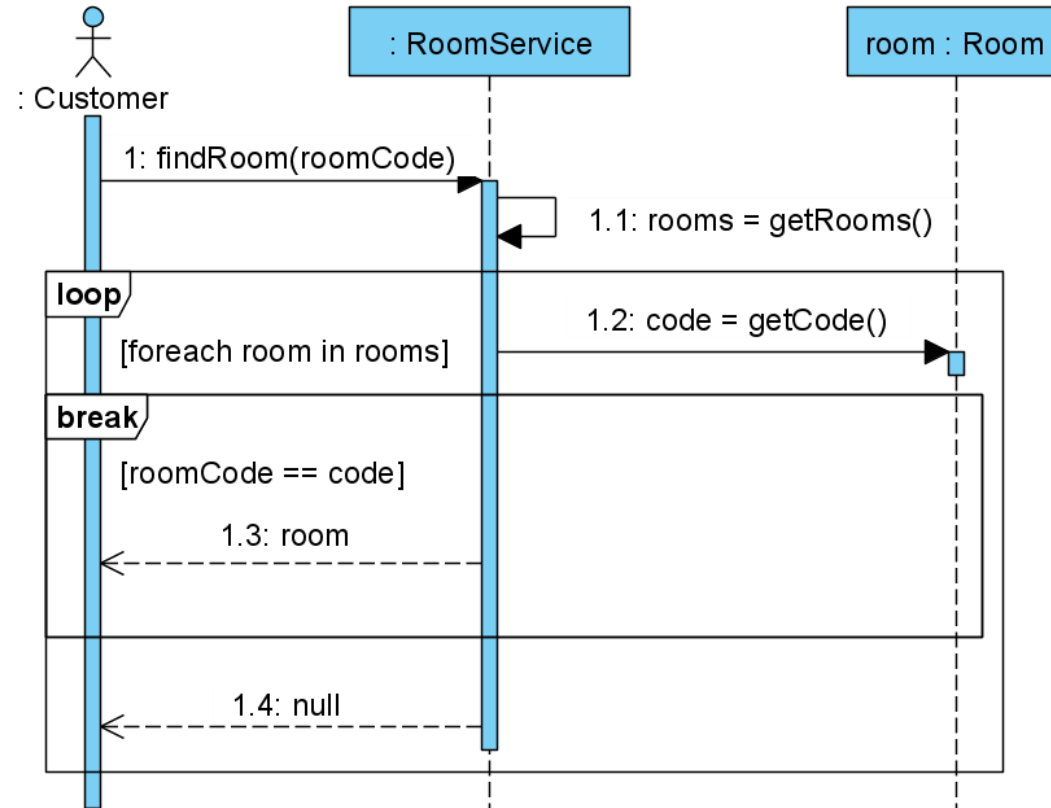 : Customer
: RoomService
room : Room
1: findRoom(roomCode)
1.1: rooms = getRooms()
loop
1.2: code = getCode()
[foreach room in rooms]
break
[roomCode == code]
1.3: room
1.4: null